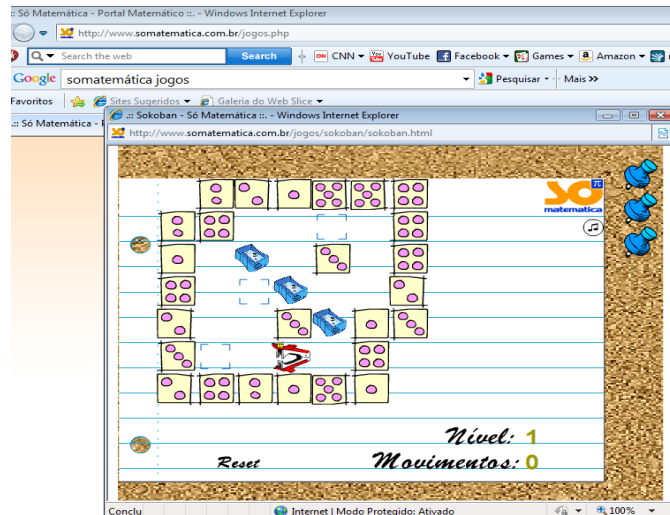 .: Só Matemática - Portal Matemático ::. - Windows Internet Explorer
http://www.somatematica.com.br/jogos.php
Search the web
Search
CNN
YouTube
Facebook
Games
Amazon
Google
somatemática jogos
Pesquisar
Mais
Favoritos
Sites Sugeridos
Galeria do Web Slice
.:: Só Matemática -
.:: Sokoban - Só Matemática ::. - Windows Internet Explorer
http://www.somatematica.com.br/jogos/sokoban/sokoban.html
SO π
matematica
Nível: 1
Reset
Movimentos: 0
Conclu
Internet | Modo Protegido: Ativado
100%